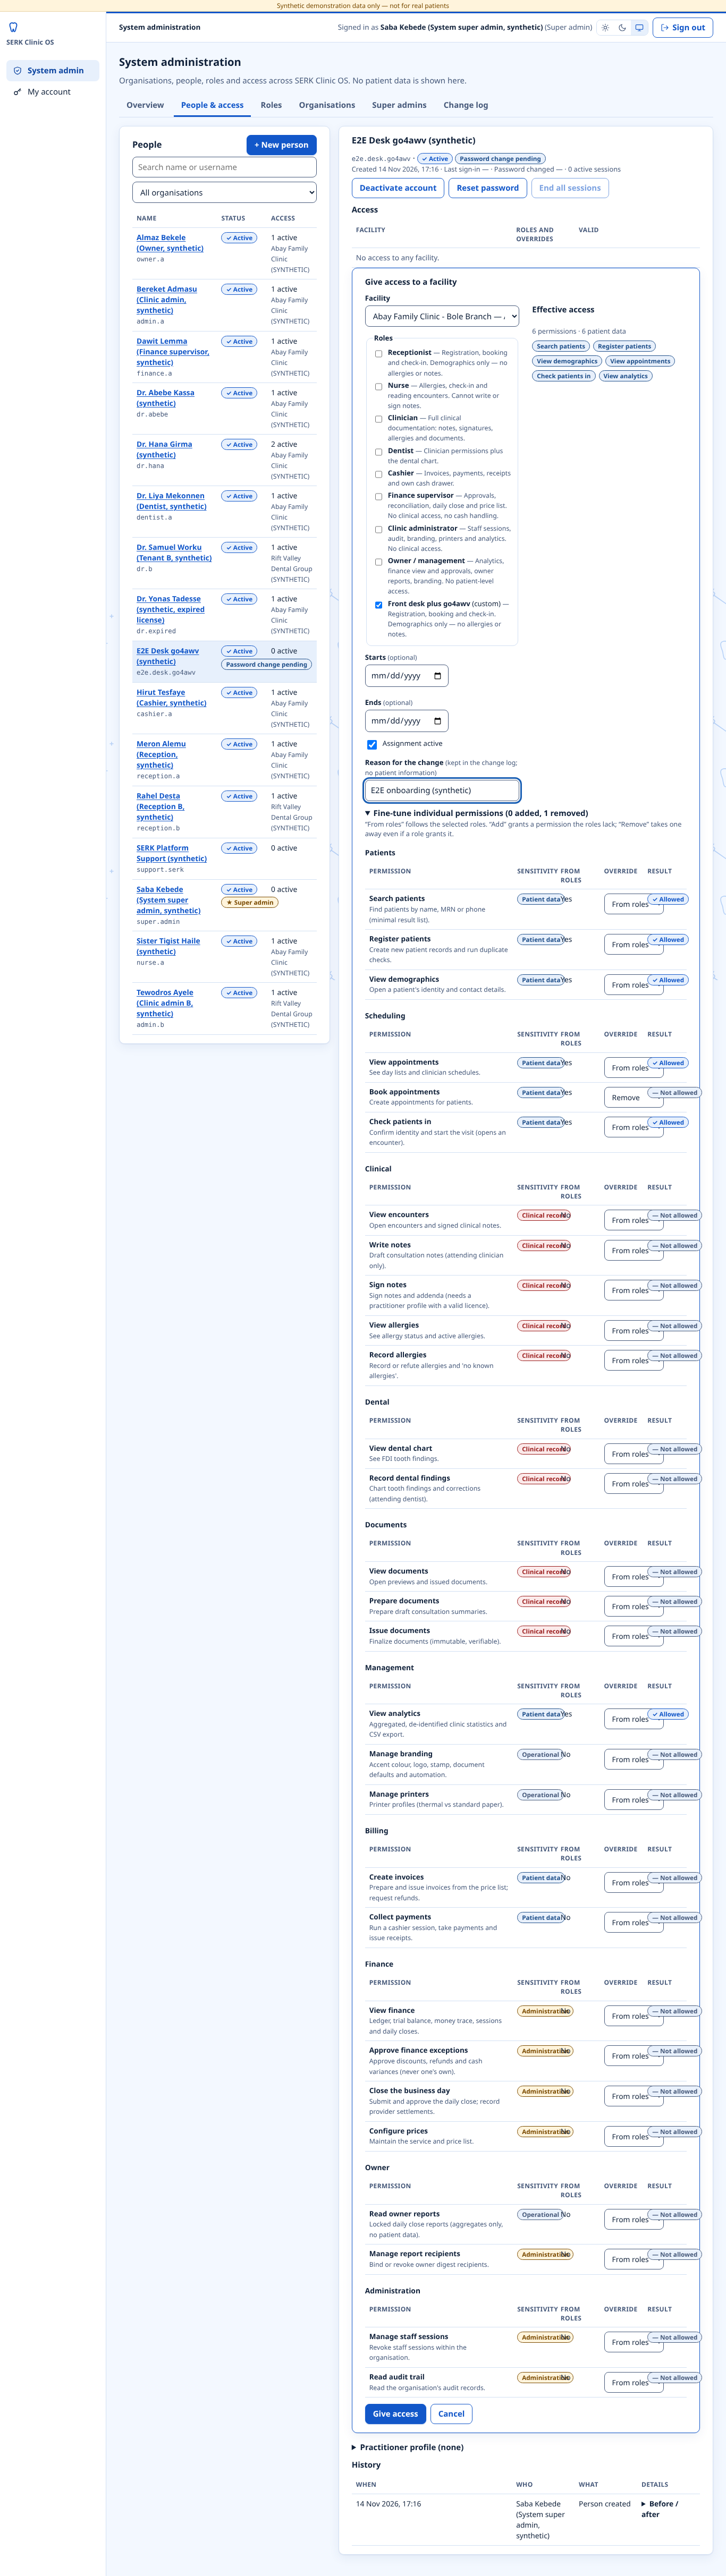 Synthetic demonstration data only — not for real patients
SERK Clinic OS
System admin
My account
System administration
Signed in as Saba Kebede (System super admin, synthetic) (Super admin)
Sign out
System administration
Organisations, people, roles and access across SERK Clinic OS. No patient data is shown here.
Overview
People & access
Roles
Organisations
Super admins
Change log
People
+ New person
Search name or username
All organisations
NAME STATUS ACCESS
Almaz Bekele (Owner, synthetic)
owner.a
✓ Active
1 active
Abay Family Clinic (SYNTHETIC)
Bereket Admasu (Clinic admin, synthetic)
admin.a
✓ Active
1 active
Abay Family Clinic (SYNTHETIC)
Dawit Lemma (Finance supervisor, synthetic)
finance.a
✓ Active
1 active
Abay Family Clinic (SYNTHETIC)
Dr. Abebe Kassa (synthetic)
dr.abebe
✓ Active
1 active
Abay Family Clinic (SYNTHETIC)
Dr. Hana Girma (synthetic)
dr.hana
✓ Active
2 active
Abay Family Clinic (SYNTHETIC)
Dr. Liya Mekonnen (Dentist, synthetic)
dentist.a
✓ Active
1 active
Abay Family Clinic (SYNTHETIC)
Dr. Samuel Worku (Tenant B, synthetic)
dr.b
✓ Active
1 active
Rift Valley Dental Group (SYNTHETIC)
Dr. Yonas Tadesse (synthetic, expired license)
dr.expired
✓ Active
1 active
Abay Family Clinic (SYNTHETIC)
E2E Desk go4awv (synthetic)
e2e.desk.go4awv
✓ Active
Password change pending
0 active
Hirut Tesfaye (Cashier, synthetic)
cashier.a
✓ Active
1 active
Abay Family Clinic (SYNTHETIC)
Meron Alemu (Reception, synthetic)
reception.a
✓ Active
1 active
Abay Family Clinic (SYNTHETIC)
Rahel Desta (Reception B, synthetic)
reception.b
✓ Active
1 active
Rift Valley Dental Group (SYNTHETIC)
SERK Platform Support (synthetic)
support.serk
✓ Active
0 active
Saba Kebede (System super admin, synthetic)
super.admin
✓ Active
★ Super admin
0 active
Sister Tigist Haile (synthetic)
nurse.a
✓ Active
1 active
Abay Family Clinic (SYNTHETIC)
Tewodros Ayele (Clinic admin B, synthetic)
admin.b
✓ Active
1 active
Rift Valley Dental Group (SYNTHETIC)
E2E Desk go4awv (synthetic)
e2e.desk.go4awv · ✓ Active Password change pending
Created 14 Nov 2026, 17:16 · Last sign-in — · Password changed — · 0 active sessions
Deactivate account
Reset password
End all sessions
Access
FACILITY ROLES AND OVERRIDES VALID
No access to any facility.
Give access to a facility
Facility
Abay Family Clinic - Bole Branch —
Roles
Receptionist — Registration, booking and check-in. Demographics only — no allergies or notes.
Nurse — Allergies, check-in and reading encounters. Cannot write or sign notes.
Clinician — Full clinical documentation: notes, signatures, allergies and documents.
Dentist — Clinician permissions plus the dental chart.
Cashier — Invoices, payments, receipts and own cash drawer.
Finance supervisor — Approvals, reconciliation, daily close and price list. No clinical access, no cash handling.
Clinic administrator — Staff sessions, audit, branding, printers and analytics. No clinical access.
Owner / management — Analytics, finance view and approvals, owner reports, branding. No patient-level access.
Front desk plus go4awv (custom) — Registration, booking and check-in. Demographics only — no allergies or notes.
Effective access
6 permissions · 6 patient data
Search patients
Register patients
View demographics
View appointments
Check patients in
View analytics
Starts (optional)
mm/dd/yyyy
Ends (optional)
mm/dd/yyyy
Assignment active
Reason for the change (kept in the change log; no patient information)
E2E onboarding (synthetic)
▼ Fine-tune individual permissions (0 added, 1 removed)
"From roles" follows the selected roles. "Add" grants a permission the roles lack; "Remove" takes one away even if a role grants it.
Patients
PERMISSION SENSITIVITY FROM ROLES OVERRIDE RESULT
Search patients Patient data Yes From roles ✓ Allowed
Find patients by name, MRN or phone (minimal result list).
Register patients Patient data Yes From roles ✓ Allowed
Create new patient records and run duplicate checks.
View demographics Patient data Yes From roles ✓ Allowed
Open a patient's identity and contact details.
Scheduling
PERMISSION SENSITIVITY FROM ROLES OVERRIDE RESULT
View appointments Patient data Yes From roles ✓ Allowed
See day lists and clinician schedules.
Book appointments Patient data Yes Remove — Not allowed
Create appointments for patients.
Check patients in Patient data Yes From roles ✓ Allowed
Confirm identity and start the visit (opens an encounter).
Clinical
PERMISSION SENSITIVITY FROM ROLES OVERRIDE RESULT
View encounters Clinical record No From roles — Not allowed
Open encounters and signed clinical notes.
Write notes Clinical record No From roles — Not allowed
Draft consultation notes (attending clinician only).
Sign notes Clinical record No From roles — Not allowed
Sign notes and addenda (needs a practitioner profile with a valid licence).
View allergies Clinical record No From roles — Not allowed
See allergy status and active allergies.
Record allergies Clinical record No From roles — Not allowed
Record or refute allergies and 'no known allergies'.
Dental
PERMISSION SENSITIVITY FROM ROLES OVERRIDE RESULT
View dental chart Clinical record No From roles — Not allowed
See FDI tooth findings.
Record dental findings Clinical record No From roles — Not allowed
Chart tooth findings and corrections (attending dentist).
Documents
PERMISSION SENSITIVITY FROM ROLES OVERRIDE RESULT
View documents Clinical record No From roles — Not allowed
Open previews and issued documents.
Prepare documents Clinical record No From roles — Not allowed
Prepare draft consultation summaries.
Issue documents Clinical record No From roles — Not allowed
Finalize documents (immutable, verifiable).
Management
PERMISSION SENSITIVITY FROM ROLES OVERRIDE RESULT
View analytics Patient data Yes From roles ✓ Allowed
Aggregated, de-identified clinic statistics and CSV export.
Manage branding Operational No From roles — Not allowed
Accent colour, logo, stamp, document defaults and automation.
Manage printers Operational No From roles — Not allowed
Printer profiles (thermal vs standard paper).
Billing
PERMISSION SENSITIVITY FROM ROLES OVERRIDE RESULT
Create invoices Patient data No From roles — Not allowed
Prepare and issue invoices from the price list; request refunds.
Collect payments Patient data No From roles — Not allowed
Run a cashier session, take payments and issue receipts.
Finance
PERMISSION SENSITIVITY FROM ROLES OVERRIDE RESULT
View finance Administration No From roles — Not allowed
Ledger, trial balance, money trace, sessions and daily closes.
Approve finance exceptions Administration No From roles — Not allowed
Approve discounts, refunds and cash variances (never one's own).
Close the business day Administration No From roles — Not allowed
Submit and approve the daily close; record provider settlements.
Configure prices Administration No From roles — Not allowed
Maintain the service and price list.
Owner
PERMISSION SENSITIVITY FROM ROLES OVERRIDE RESULT
Read owner reports Operational No From roles — Not allowed
Locked daily close reports (aggregates only, no patient data).
Manage report recipients Administration No From roles — Not allowed
Bind or revoke owner digest recipients.
Administration
PERMISSION SENSITIVITY FROM ROLES OVERRIDE RESULT
Manage staff sessions Administration No From roles — Not allowed
Revoke staff sessions within the organisation.
Read audit trail Administration No From roles — Not allowed
Read the organisation's audit records.
Give access
Cancel
▶ Practitioner profile (none)
History
WHEN WHO WHAT DETAILS
14 Nov 2026, 17:16
Saba Kebede (System super admin, synthetic)
Person created
▶ Before / after